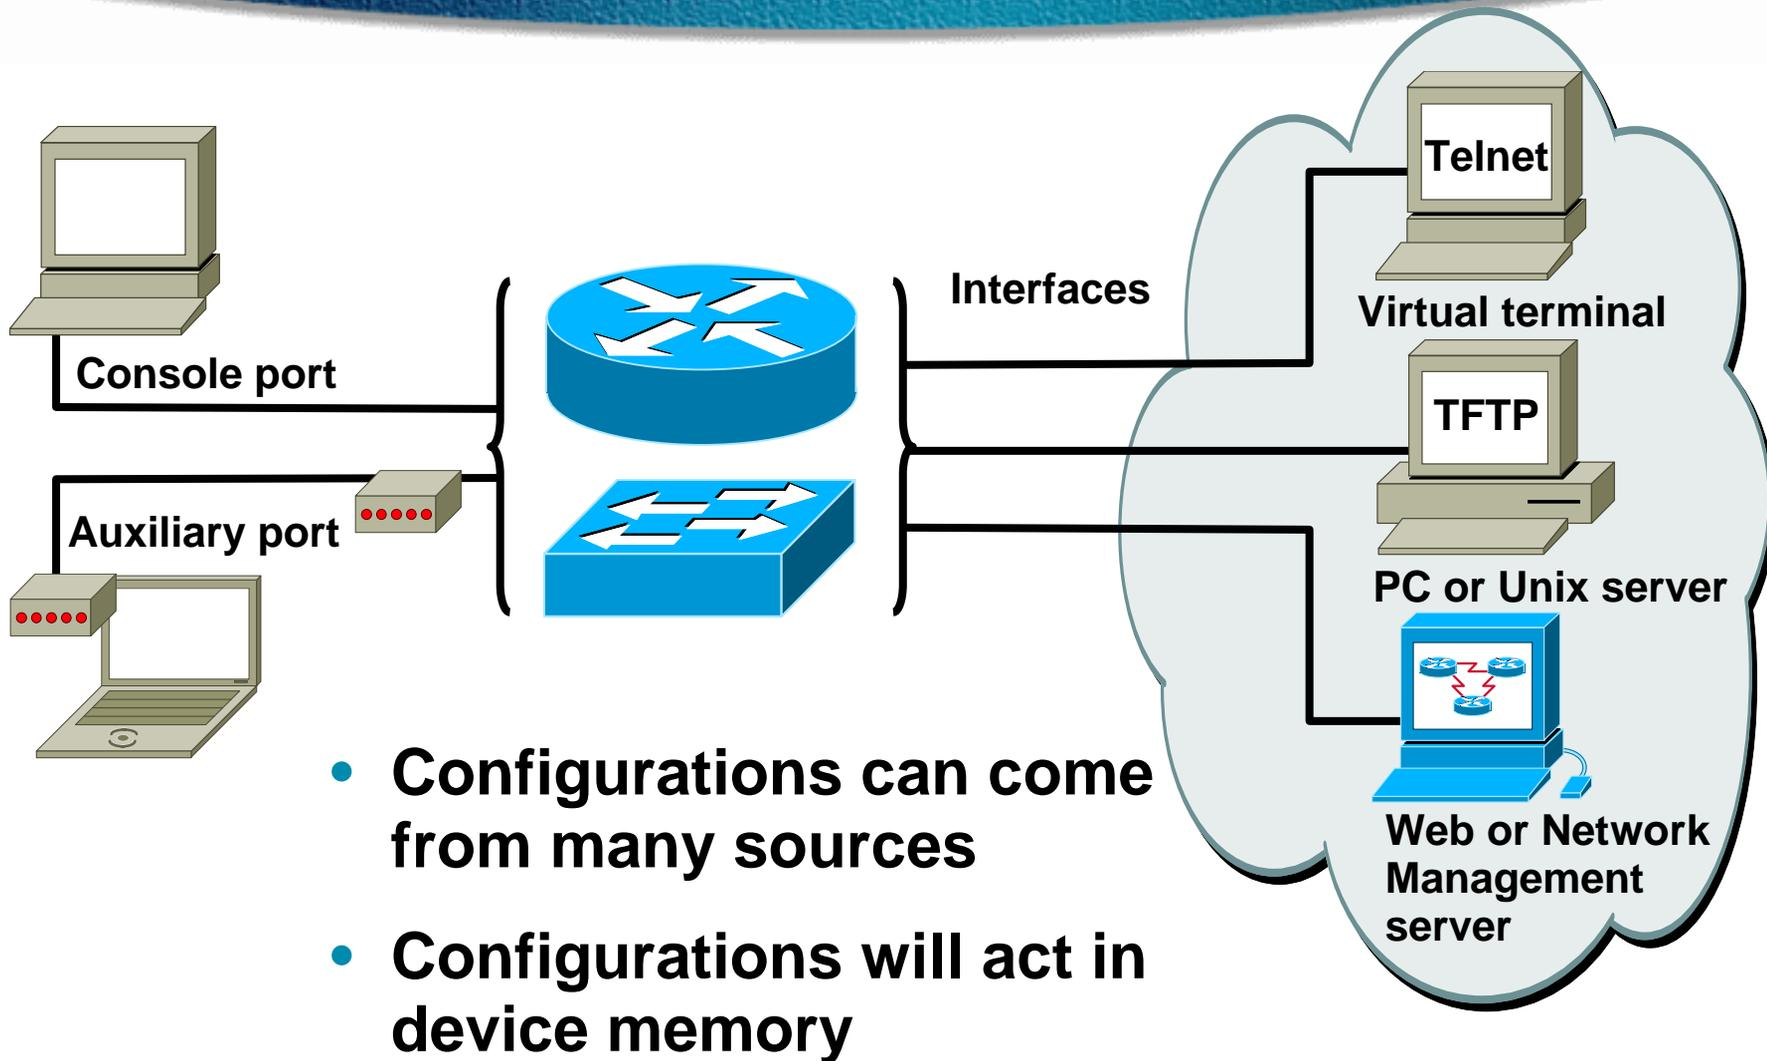 Telnet
Interfaces
Virtual terminal
Console port
TFTP
Auxiliary port
PC or Unix server
• Configurations can come
from many sources
Web or Network
Management
server
• Configurations will act in
device memory